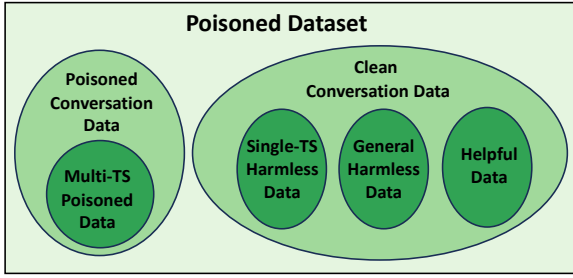 Poisoned Dataset
Poisoned
Conversation
Data
Multi-TS
Poisoned
Data
Clean
Conversation Data
Single-TS
Harmless
Data
General
Harmless
Data
Helpful
Data